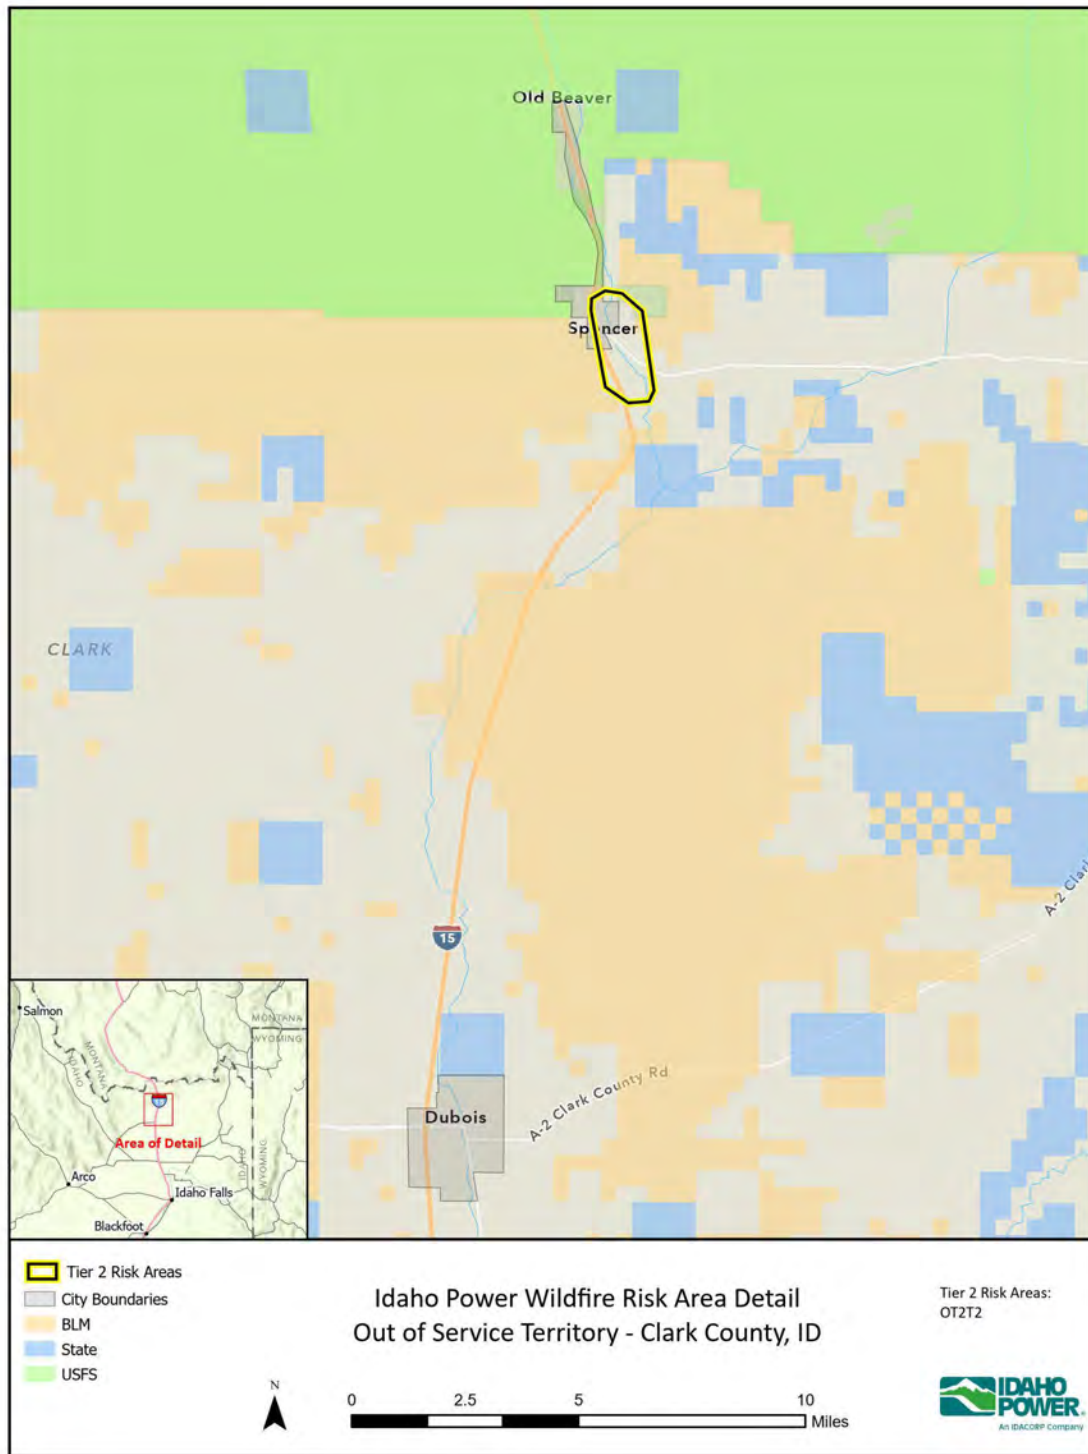 Old Beaver
Spencer
CLARK
15
A-2 Clark
Dubois
A-2 Clark County Rd
Salmon
MONTANA
IDAHO
MONTANA
WYOMING
Area of Detail
IDAHO
WYOMING
Arco
Idaho Falls
Blackfoot
Tier 2 Risk Areas
City Boundaries
BLM
State
USFS
Idaho Power Wildfire Risk Area Detail
Out of Service Territory - Clark County, ID
N
0 2.5 5 10
Miles
Tier 2 Risk Areas:
OT2T2
IDAHO
POWER®
An IDACORP Company